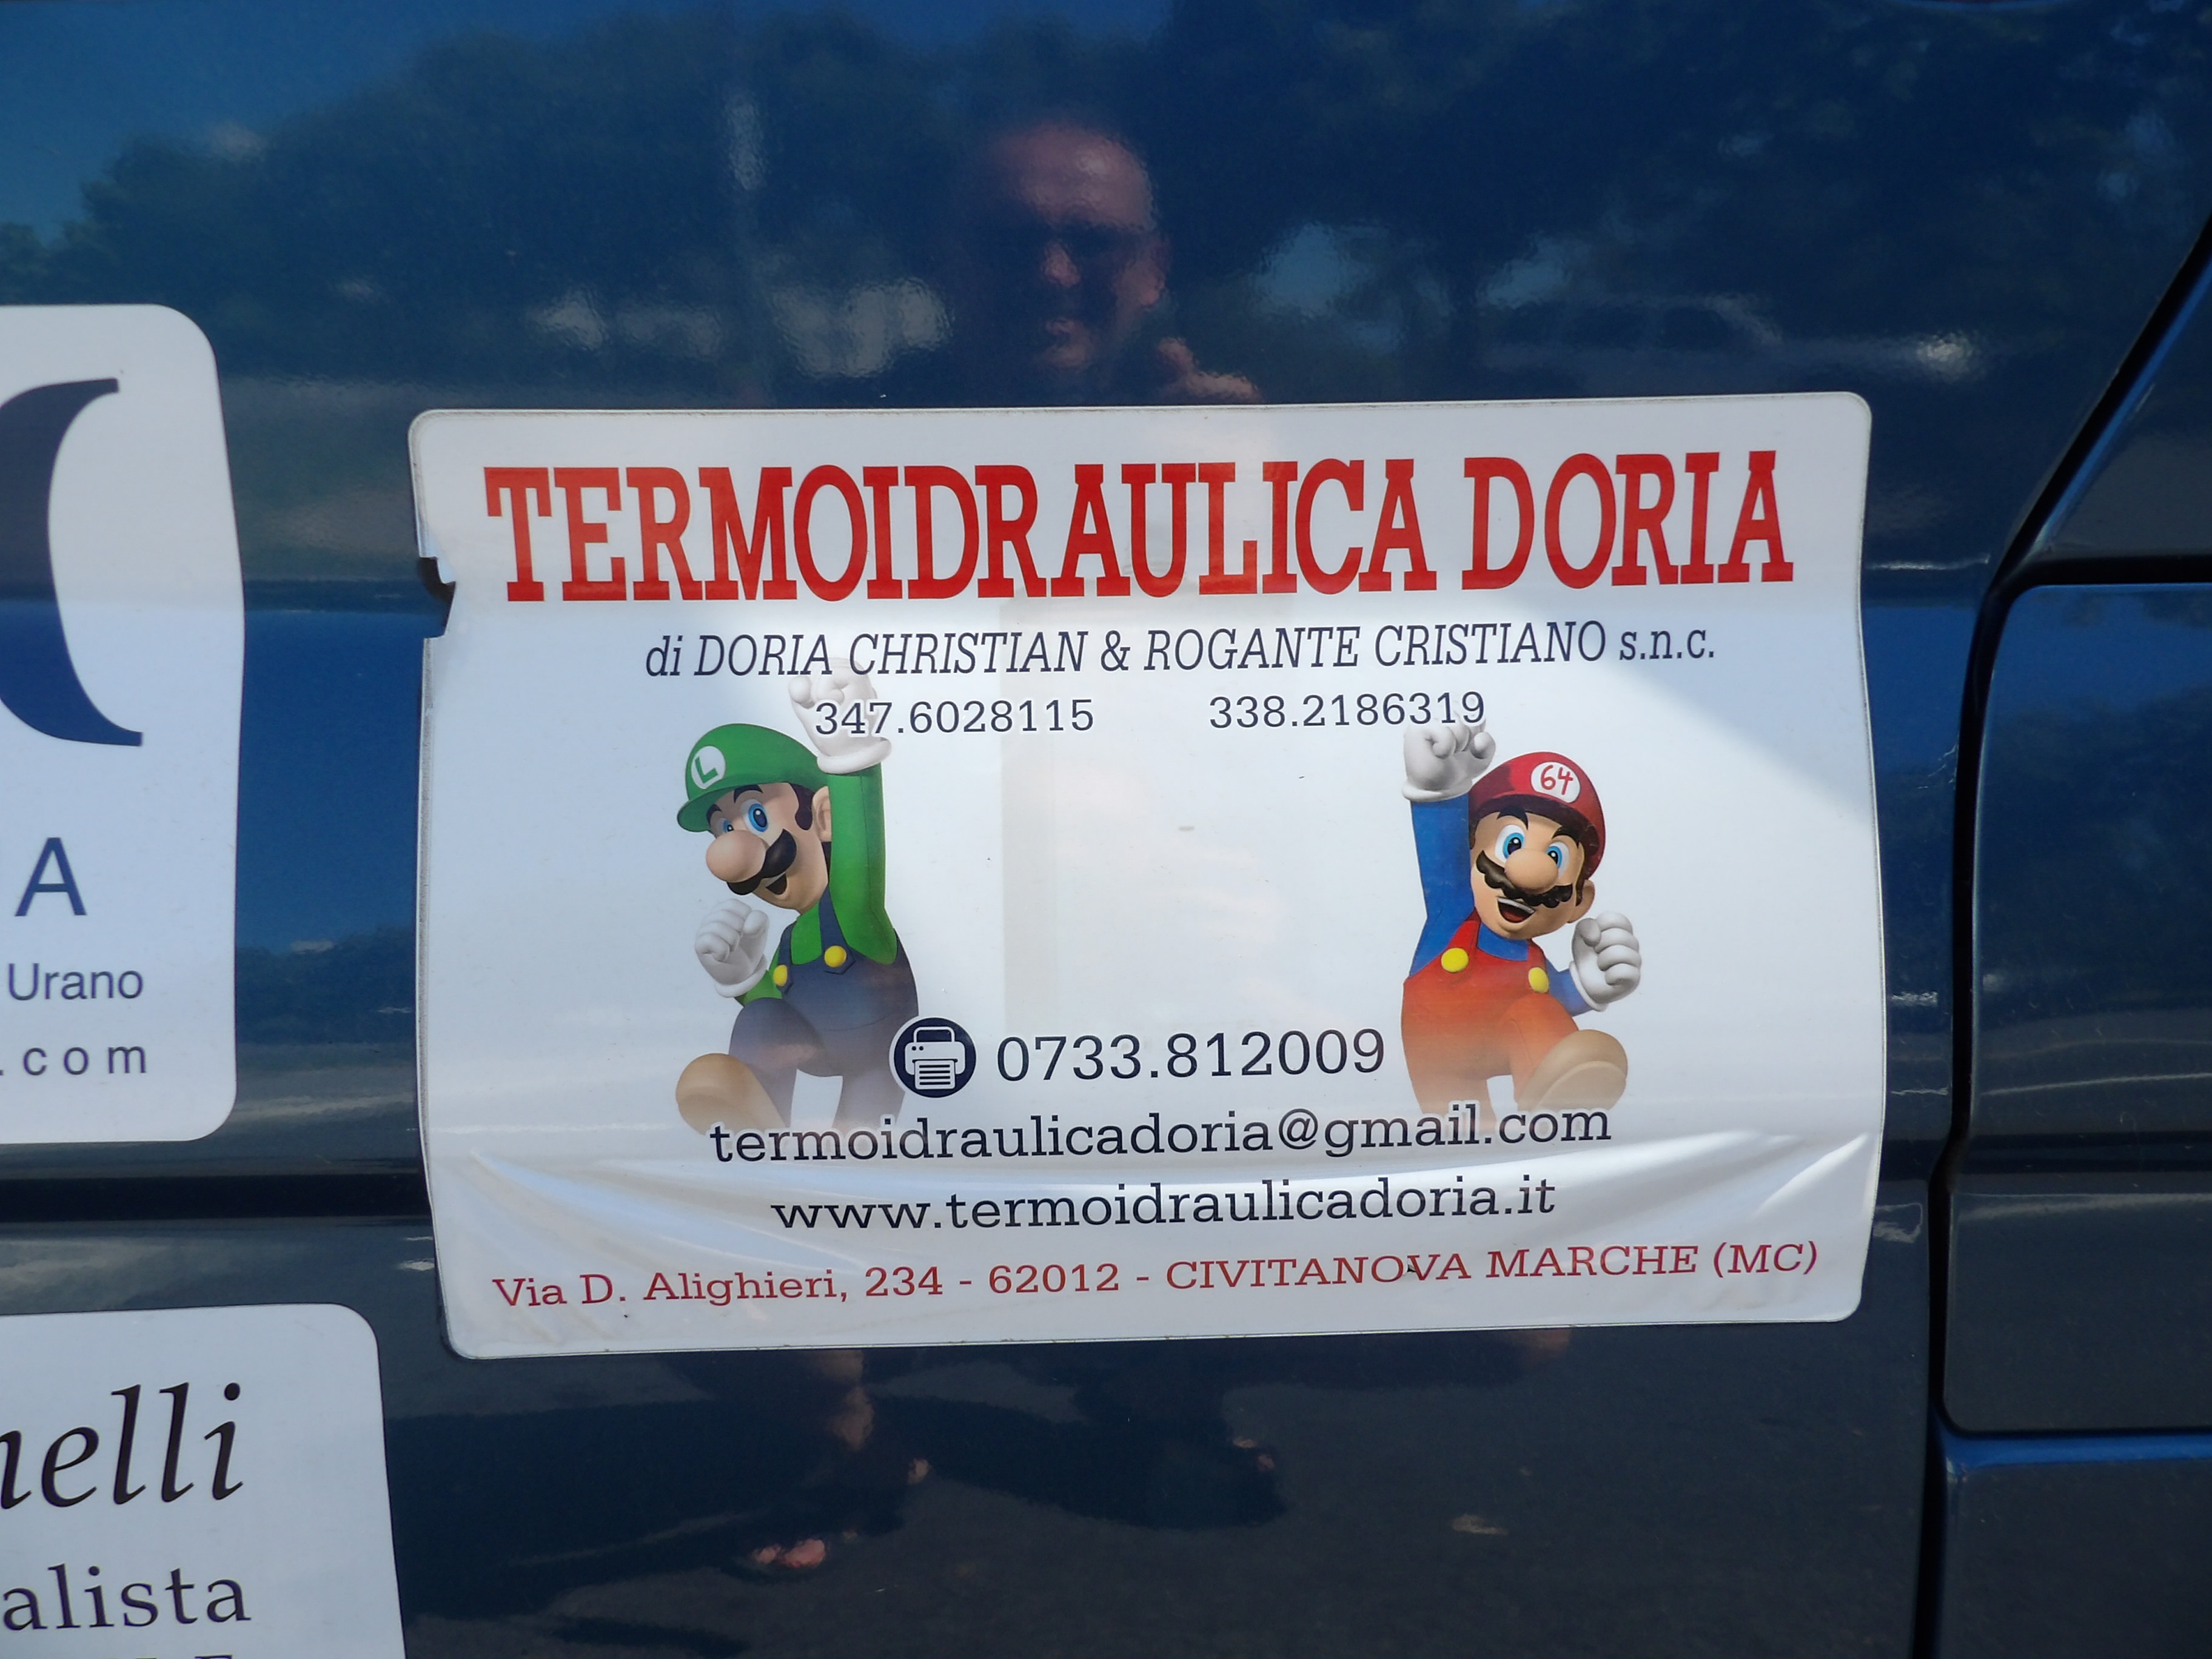 TERMOIDRAULICA DORIA
di DORIA CHRISTIAN & ROGANTE CRISTIANO s.n.c.
347.6028115 338.2186319
L
64
0733.812009
termoidraulicadoria@gmail.com
www.termoidraulicadoria.it
Via D. Alighieri, 234 - 62012 - CIVITANOVA MARCHE (MC)
A
Urano
.com
nelli
alista